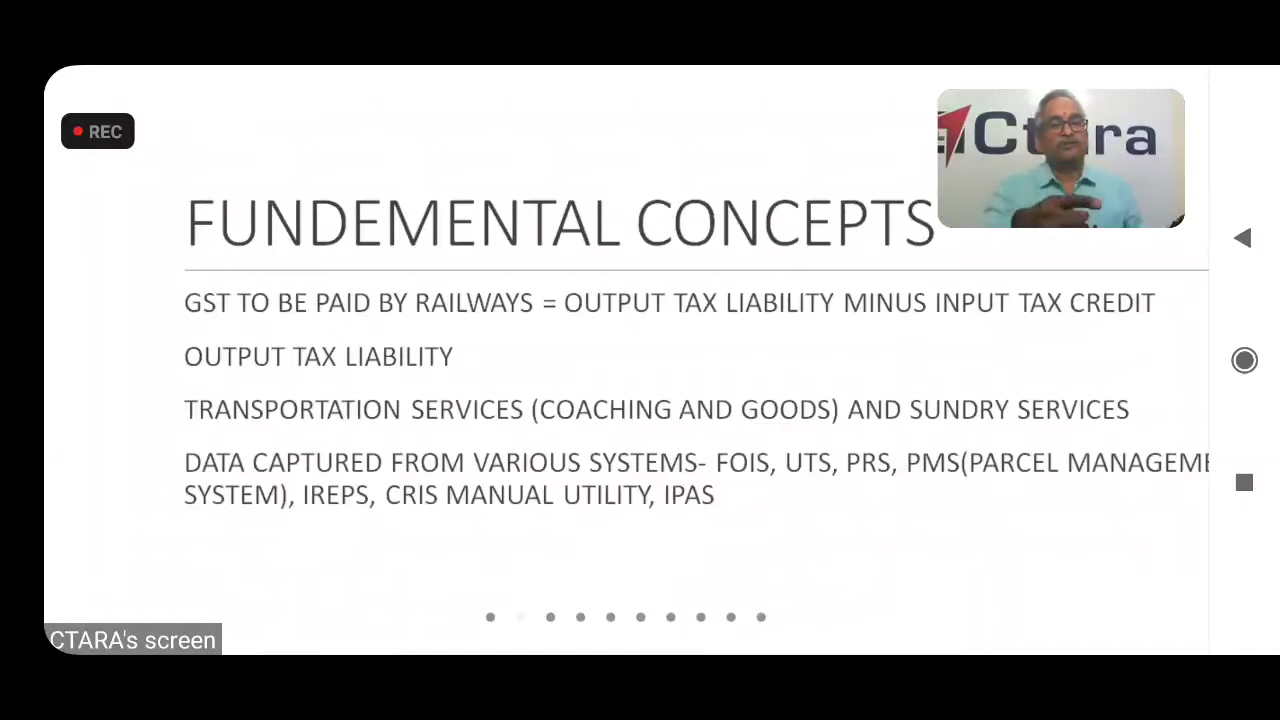 REC
Ctara
FUNDEMENTAL CONCEPTS
GST TO BE PAID BY RAILWAYS = OUTPUT TAX LIABILITY MINUS INPUT TAX CREDIT
OUTPUT TAX LIABILITY
TRANSPORTATION SERVICES (COACHING AND GOODS) AND SUNDRY SERVICES
DATA CAPTURED FROM VARIOUS SYSTEMS- FOIS, UTS, PRS, PMS(PARCEL MANAGEME
SYSTEM), IREPS, CRIS MANUAL UTILITY, IPAS
CTARA's screen